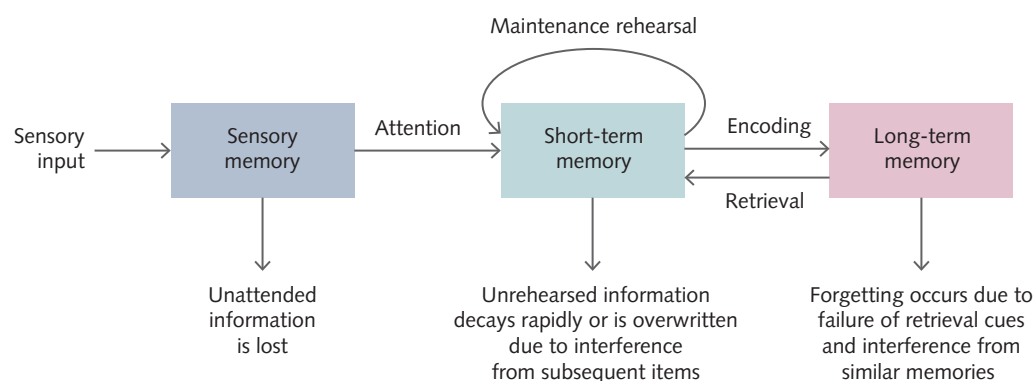 Maintenance rehearsal
Sensory
input
Sensory
memory
Attention
Short-term
memory
Encoding
Retrieval
Long-term
memory
Unattended
information
is lost
Unrehearsed information
decays rapidly or is overwritten
due to interference
from subsequent items
Forgetting occurs due to
failure of retrieval cues
and interference from
similar memories